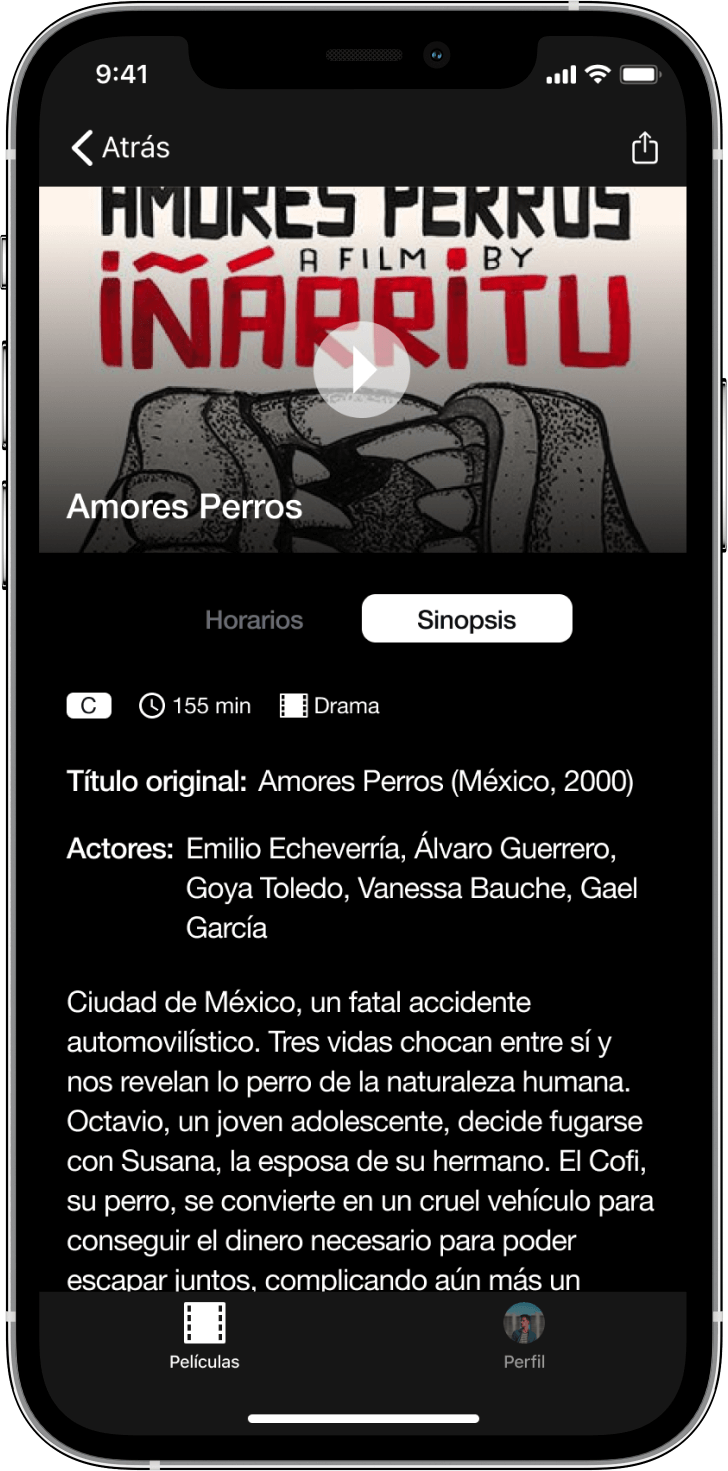 9:41
Atrás
AMORES PERROS
A FILM BY
IÑÁRRITU
Amores Perros
Horarios Sinopsis
C 155 min Drama
Título original: Amores Perros (México, 2000)
Actores: Emilio Echeverría, Álvaro Guerrero,
Goya Toledo, Vanessa Bauche, Gael
García
Ciudad de México, un fatal accidente
automovilístico. Tres vidas chocan entre sí y
nos revelan lo perro de la naturaleza humana.
Octavio, un joven adolescente, decide fugarse
con Susana, la esposa de su hermano. El Cofi,
su perro, se convierte en un cruel vehículo para
conseguir el dinero necesario para poder
escapar juntos, complicando aún más un
Películas Perfil